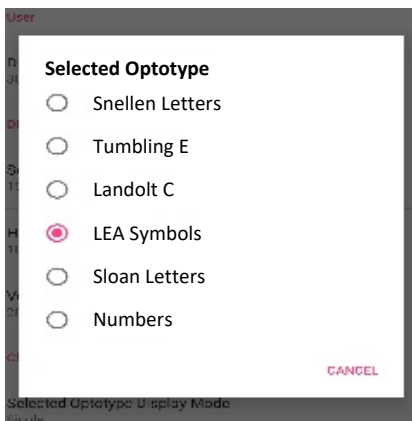 User
Selected Optotype
Snellen Letters
Tumbling E
Landolt C
LEA Symbols
Sloan Letters
Numbers
CANCEL
Selected Optotype Display Mode